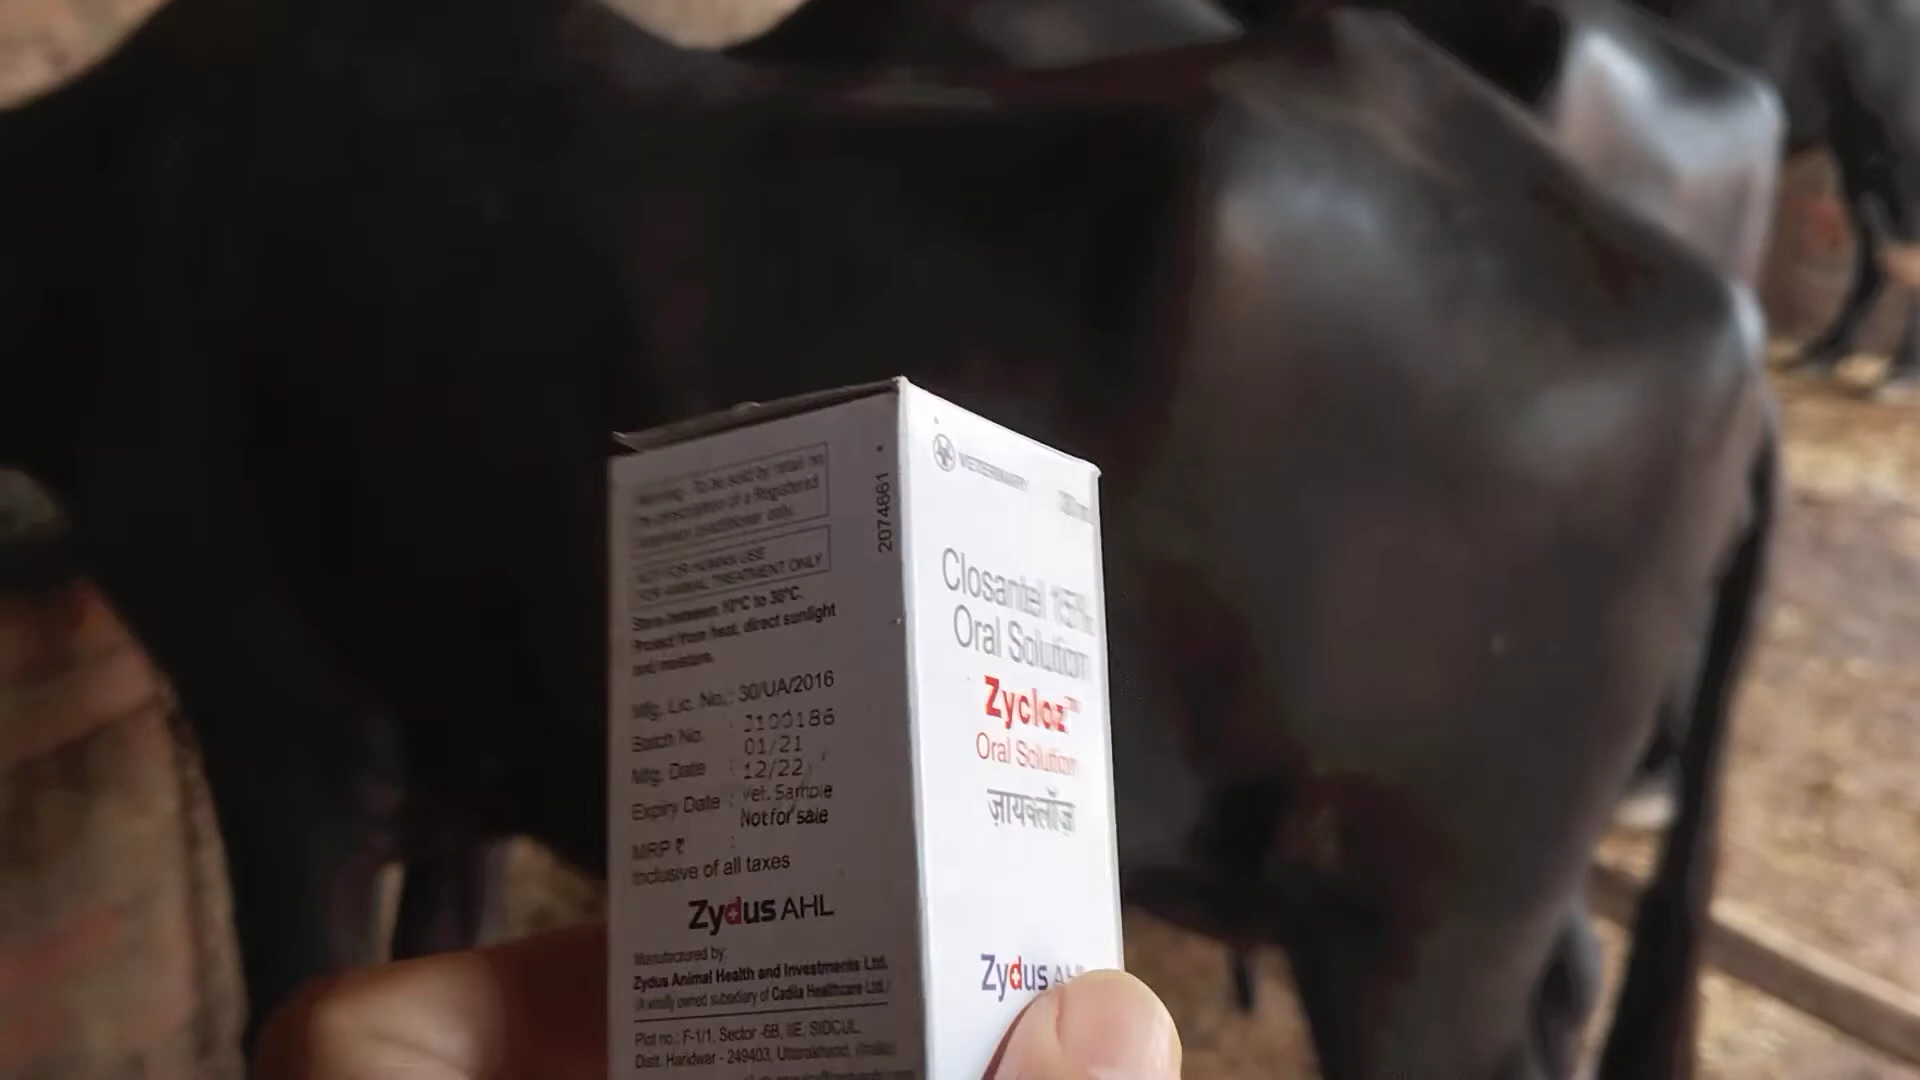 Warning : To be sold by retail on
the prescription of a Registered
Veterinary practitioner only.
NOT FOR HUMAN USE
FOR ANIMAL TREATMENT ONLY
Store between 10°C to 30°C.
Protect from heat, direct sunlight
and moisture.
2074661
Mfg. Lic. No.: 30/UA/2016
Batch No. : J100186
Mfg. Date : 01/21
Expiry Date : 12/22
Vet. Sample
Not for sale
MRP ₹ :
Inclusive of all taxes
Zydus AHL
Manufactured by:
Zydus Animal Health and Investments Ltd.
(A wholly owned subsidiary of Cadila Healthcare Ltd.)
Plot no.: F-1/1, Sector -6B, IIE, SIDCUL,
Distt. Haridwar - 249403, Uttarakhand, (India)
VETERINARY
Closantel 15%
Oral Solution
Zycloz™
Oral Solution
ज़ायक्लॉज़
Zydus